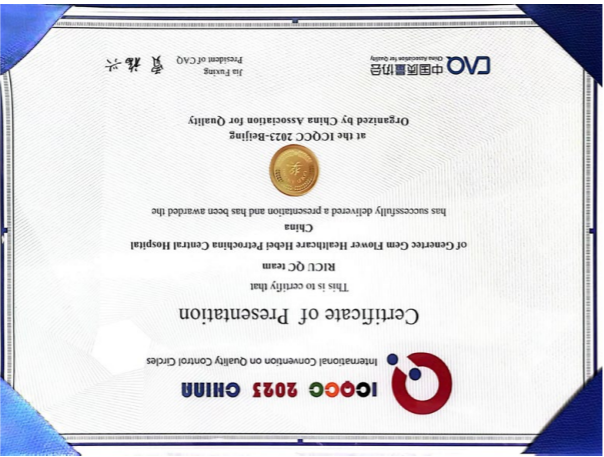 ICQCC 2023 CHINA
International Convention on Quality Control Circles
Certificate of Presentation
This is to certify that
RICU QC team
of Genertec Gem Flower Healthcare Hebei Petrochina Central Hospital
China
has successfully delivered a presentation and has been awarded the
at the ICQCC 2023-Beijing
Organized by China Association for Quality
CAQ 中国质量协会
China Association for Quality
Jia Fuxing
President of CAQ
贾福兴